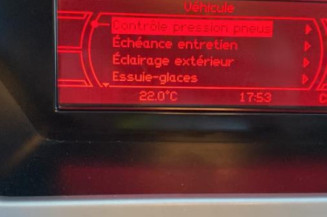 Véhicule
Contrôle pression pneus
Échéance entretien
Éclairage extérieur
Essuie-glaces
22.0°C 17:53